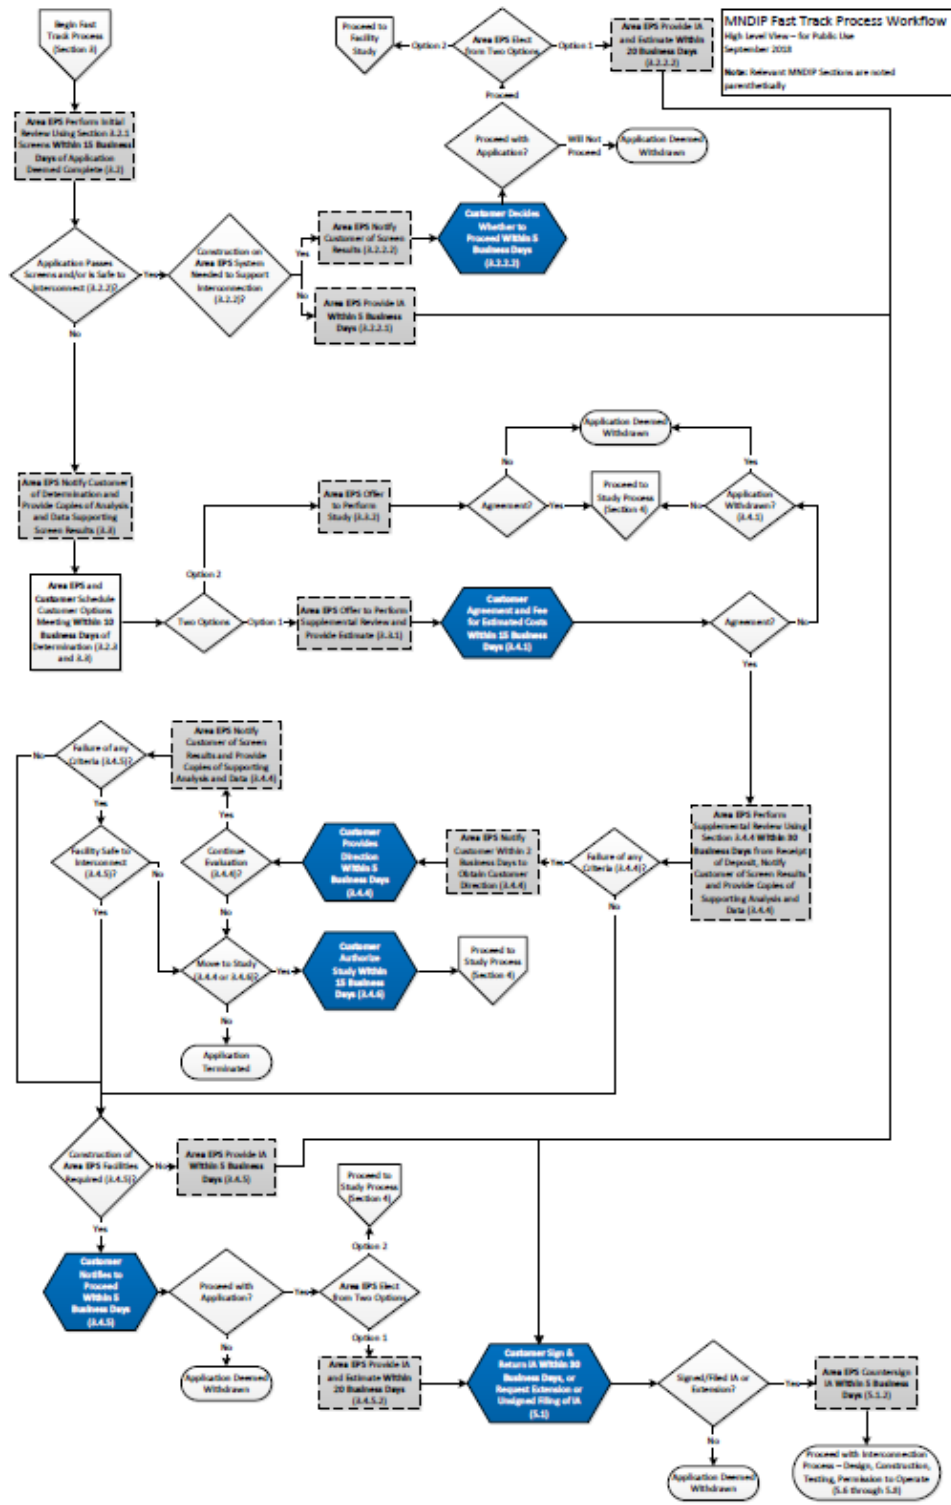 MNDIP Fast Track Process Workflow
High Level View – for Public Use
September 2018
Note: Relevant MNDIP Sections are noted
parenthetically
Begin Fast
Track Process
(Section 3)
Proceed to
Facility
Study
Option 2
Area EPS Elect
from Two Options
Option 1
Area EPS Provide IA
and Estimate Within
20 Business Days
(3.2.2.2)
Proceed
Area EPS Perform Initial
Review Using Section 3.2.1
Screens Within 15 Business
Days of Application
Deemed Complete (3.2)
Proceed with
Application?
Will Not
Proceed
Application Deemed
Withdrawn
Application Passes
Screens and/or is Safe to
Interconnect (3.2.2)?
Yes
Construction on
Area EPS System
Needed to Support
Interconnection
(3.2.2)?
Yes
Area EPS Notify
Customer of Screen
Results (3.2.2.2)
Customer Decides
Whether to
Proceed Within 5
Business Days
(3.2.2.2)
No
Area EPS Provide IA
Within 5 Business
Days (3.2.2.1)
No
Application Deemed
Withdrawn
No
Yes
Area EPS Notify Customer
of Determination and
Provide Copies of Analysis
and Data Supporting
Screen Results (3.3)
Area EPS Offer
to Perform
Study (3.3.2)
Agreement?
Yes
Proceed to
Study Process
(Section 4)
No
Application
Withdrawn?
(3.4.1)
Option 2
Area EPS and
Customer Schedule
Customer Options
Meeting Within 10
Business Days of
Determination (3.2.3
and 3.3)
Two Options
Option 1
Area EPS Offer to Perform
Supplemental Review and
Provide Estimate (3.3.1)
Customer
Agreement and Fee
for Estimated Costs
Within 15 Business
Days (3.4.1)
Agreement?
No
Yes
No
Failure of any
Criteria (3.4.5)?
Area EPS Notify
Customer of Screen
Results and Provide
Copies of Supporting
Analysis and Data (3.4.4)
Yes
Yes
Facility Safe to
Interconnect
(3.4.5)?
No
Yes
Continue
Evaluation
(3.4.4)?
Customer
Provides
Direction
Within 5
Business Days
(3.4.4)
Area EPS Notify
Customer Within 2
Business Days to
Obtain Customer
Direction (3.4.4)
Yes
Failure of any
Criteria (3.4.4)?
Area EPS Perform
Supplemental Review Using
Section 3.4.4 Within 30
Business Days from Receipt
of Deposit, Notify
Customer of Screen Results
and Provide Copies of
Supporting Analysis and
Data (3.4.4)
No
No
Move to Study
(3.4.4 or 3.4.6)?
Yes
Customer
Authorize
Study Within
15 Business
Days (3.4.6)
Proceed to
Study Process
(Section 4)
No
Application
Terminated
Construction of
Area EPS Facilities
Required (3.4.5)?
No
Area EPS Provide IA
Within 5 Business
Days (3.4.5)
Yes
Proceed to
Study Process
(Section 4)
Option 2
Customer
Notifies to
Proceed
Within 5
Business Days
(3.4.5)
Proceed with
Application?
Yes
Area EPS Elect
from Two Options
No
Application Deemed
Withdrawn
Option 1
Area EPS Provide IA
and Estimate Within
20 Business Days
(3.4.5.2)
Customer Sign &
Return IA Within 30
Business Days, or
Request Extension or
Unsigned Filing of IA
(5.1)
Signed/Filed IA or
Extension?
Yes
Area EPS Countersign
IA Within 5 Business
Days (5.1.2)
No
Application Deemed
Withdrawn
Proceed with Interconnection
Process – Design, Construction,
Testing, Permission to Operate
(5.6 through 5.8)